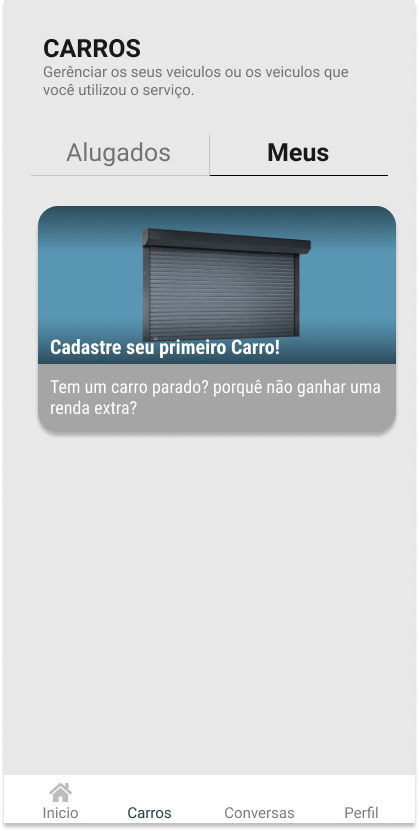 CARROS
Gerênciar os seus veiculos ou os veiculos que
você utilizou o serviço.
Alugados
Meus
Cadastre seu primeiro Carro!
Tem um carro parado? porquê não ganhar uma
renda extra?
Inicio
Carros
Conversas
Perfil